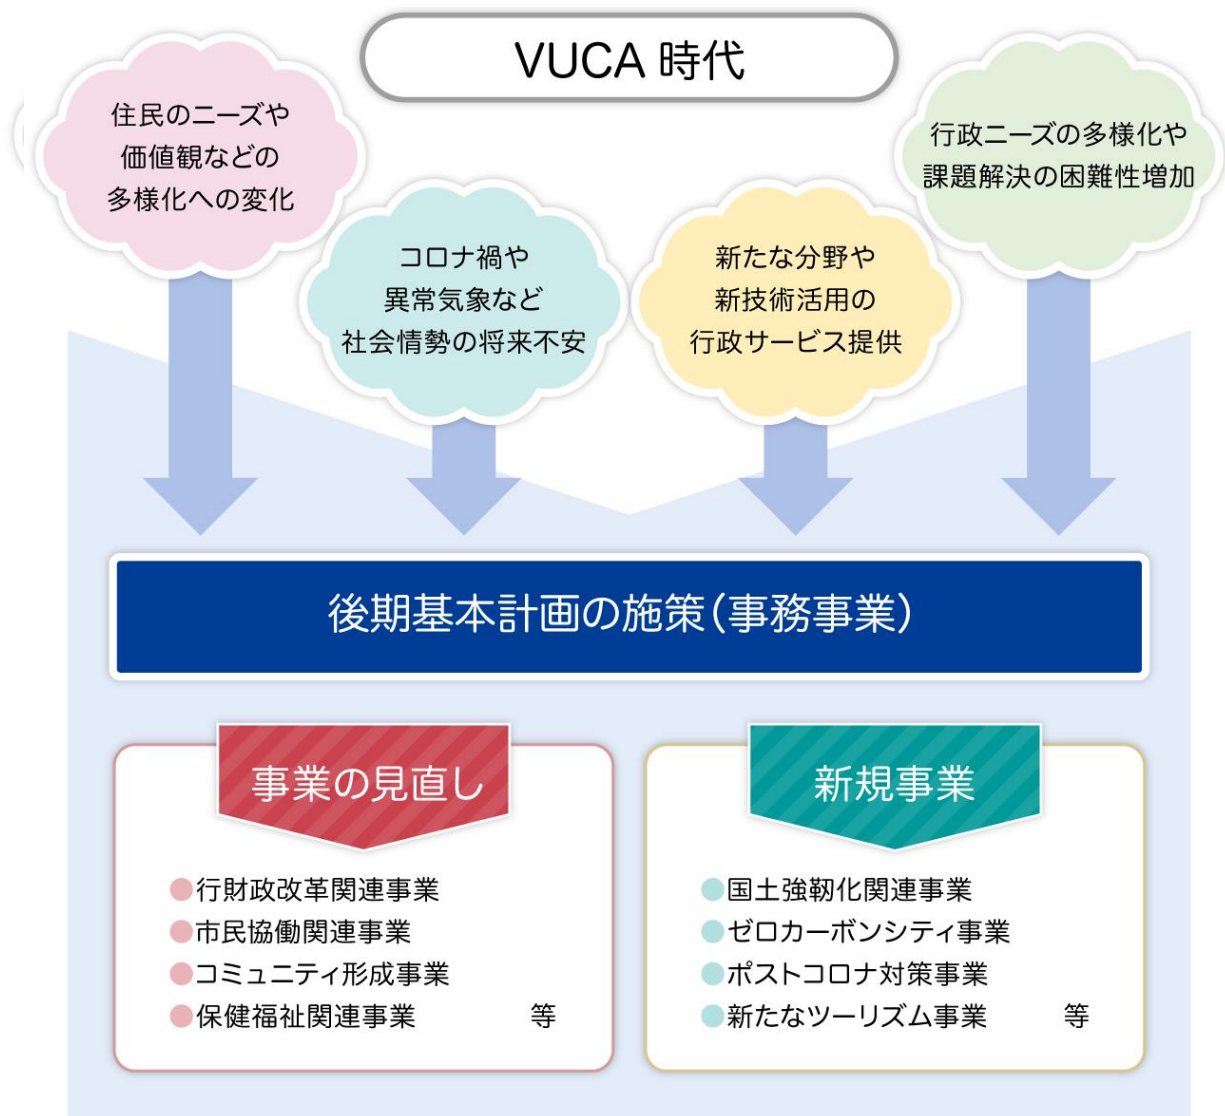 VUCA 時代
住民のニーズや
価値観などの
多様化への変化
コロナ禍や
異常気象など
社会情勢の将来不安
新たな分野や
新技術活用の
行政サービス提供
行政ニーズの多様化や
課題解決の困難性増加
後期基本計画の施策(事務事業)
事業の見直し
●行財政改革関連事業
●市民協働関連事業
●コミュニティ形成事業
●保健福祉関連事業 等
新規事業
●国土強靭化関連事業
●ゼロカーボンシティ事業
●ポストコロナ対策事業
●新たなツーリズム事業 等